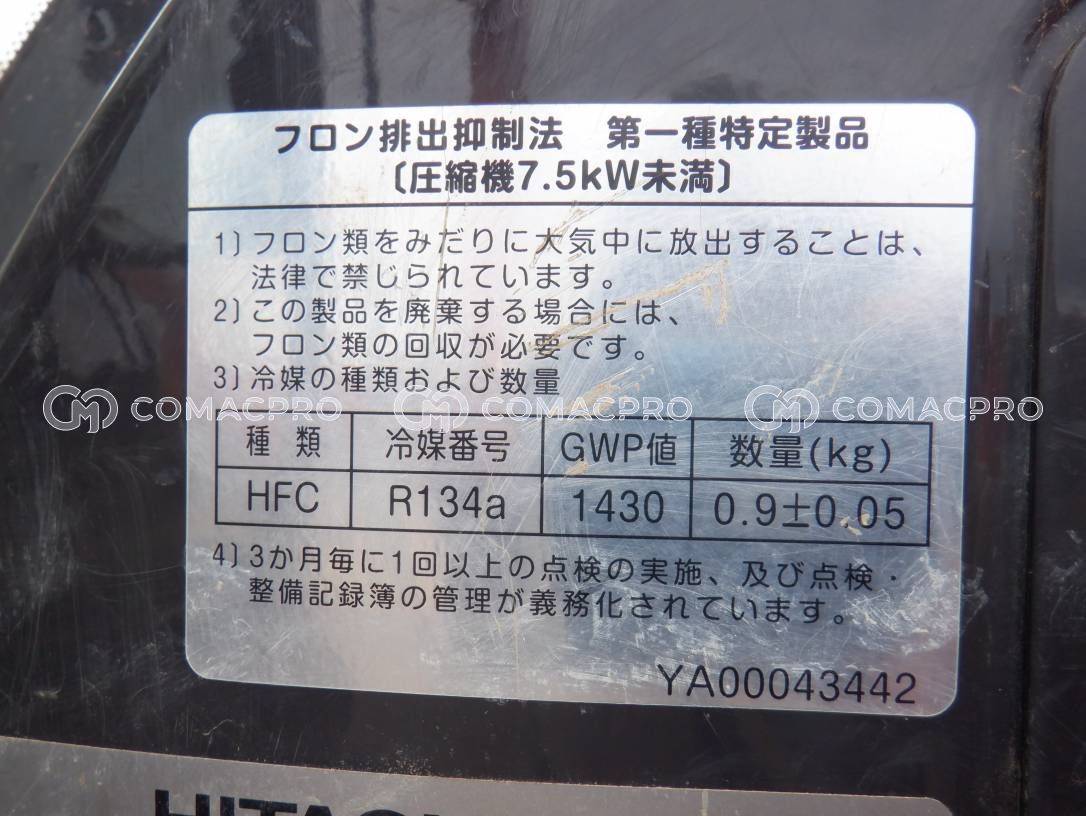 フロン排出抑制法　第一種特定製品
〔圧縮機7.5kW未満〕
1）フロン類をみだりに大気中に放出することは、
法律で禁じられています。
2）この製品を廃棄する場合には、
フロン類の回収が必要です。
3）冷媒の種類および数量
COMACPRO COMACPRO COMACPRO
種類 冷媒番号 GWP値 数量(kg)
HFC R134a 1430 0.9±0.05
4）3か月毎に1回以上の点検の実施、及び点検・
整備記録簿の管理が義務化されています。
YA00043442